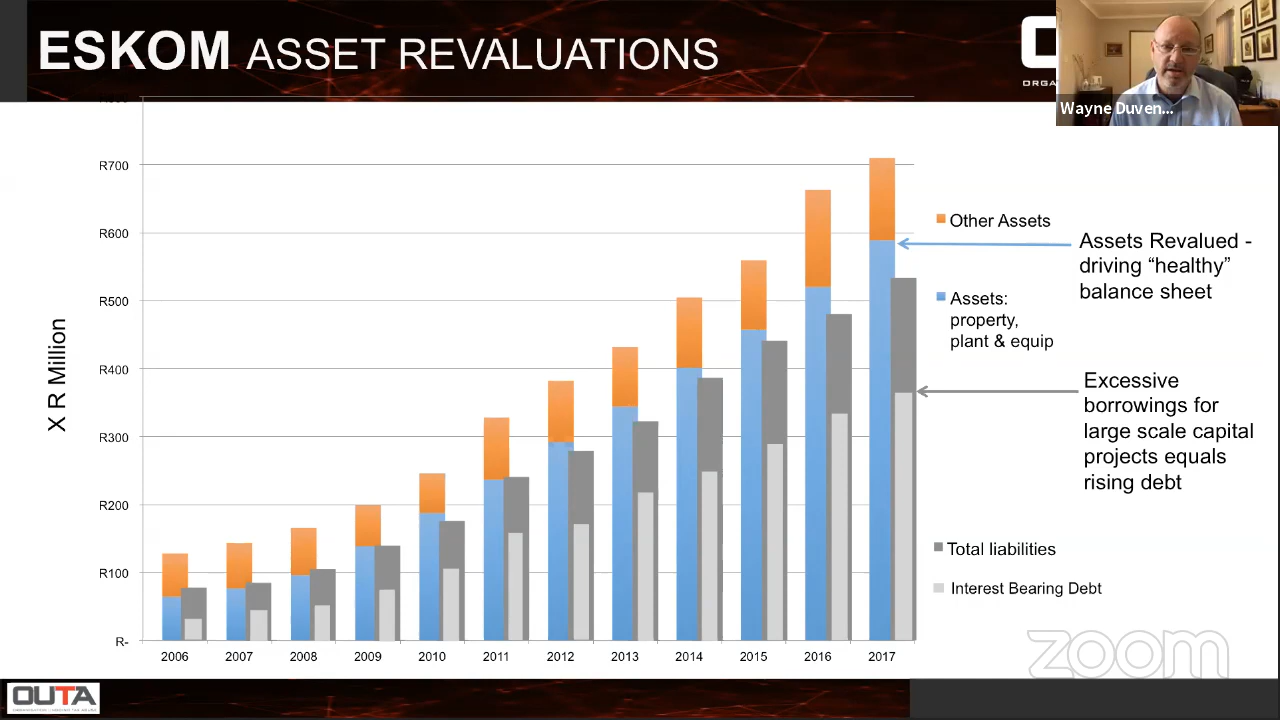 ESKOM ASSET REVALUATIONS
Wayne Duven...
R700
R600
R500
R400
R300
R200
R100
R-
X R Million
2006 2007 2008 2009 2010 2011 2012 2013 2014 2015 2016 2017
Other Assets
Assets:
property,
plant & equip
Assets Revalued -
driving “healthy”
balance sheet
Excessive
borrowings for
large scale capital
projects equals
rising debt
Total liabilities
Interest Bearing Debt
zoom
OUTA